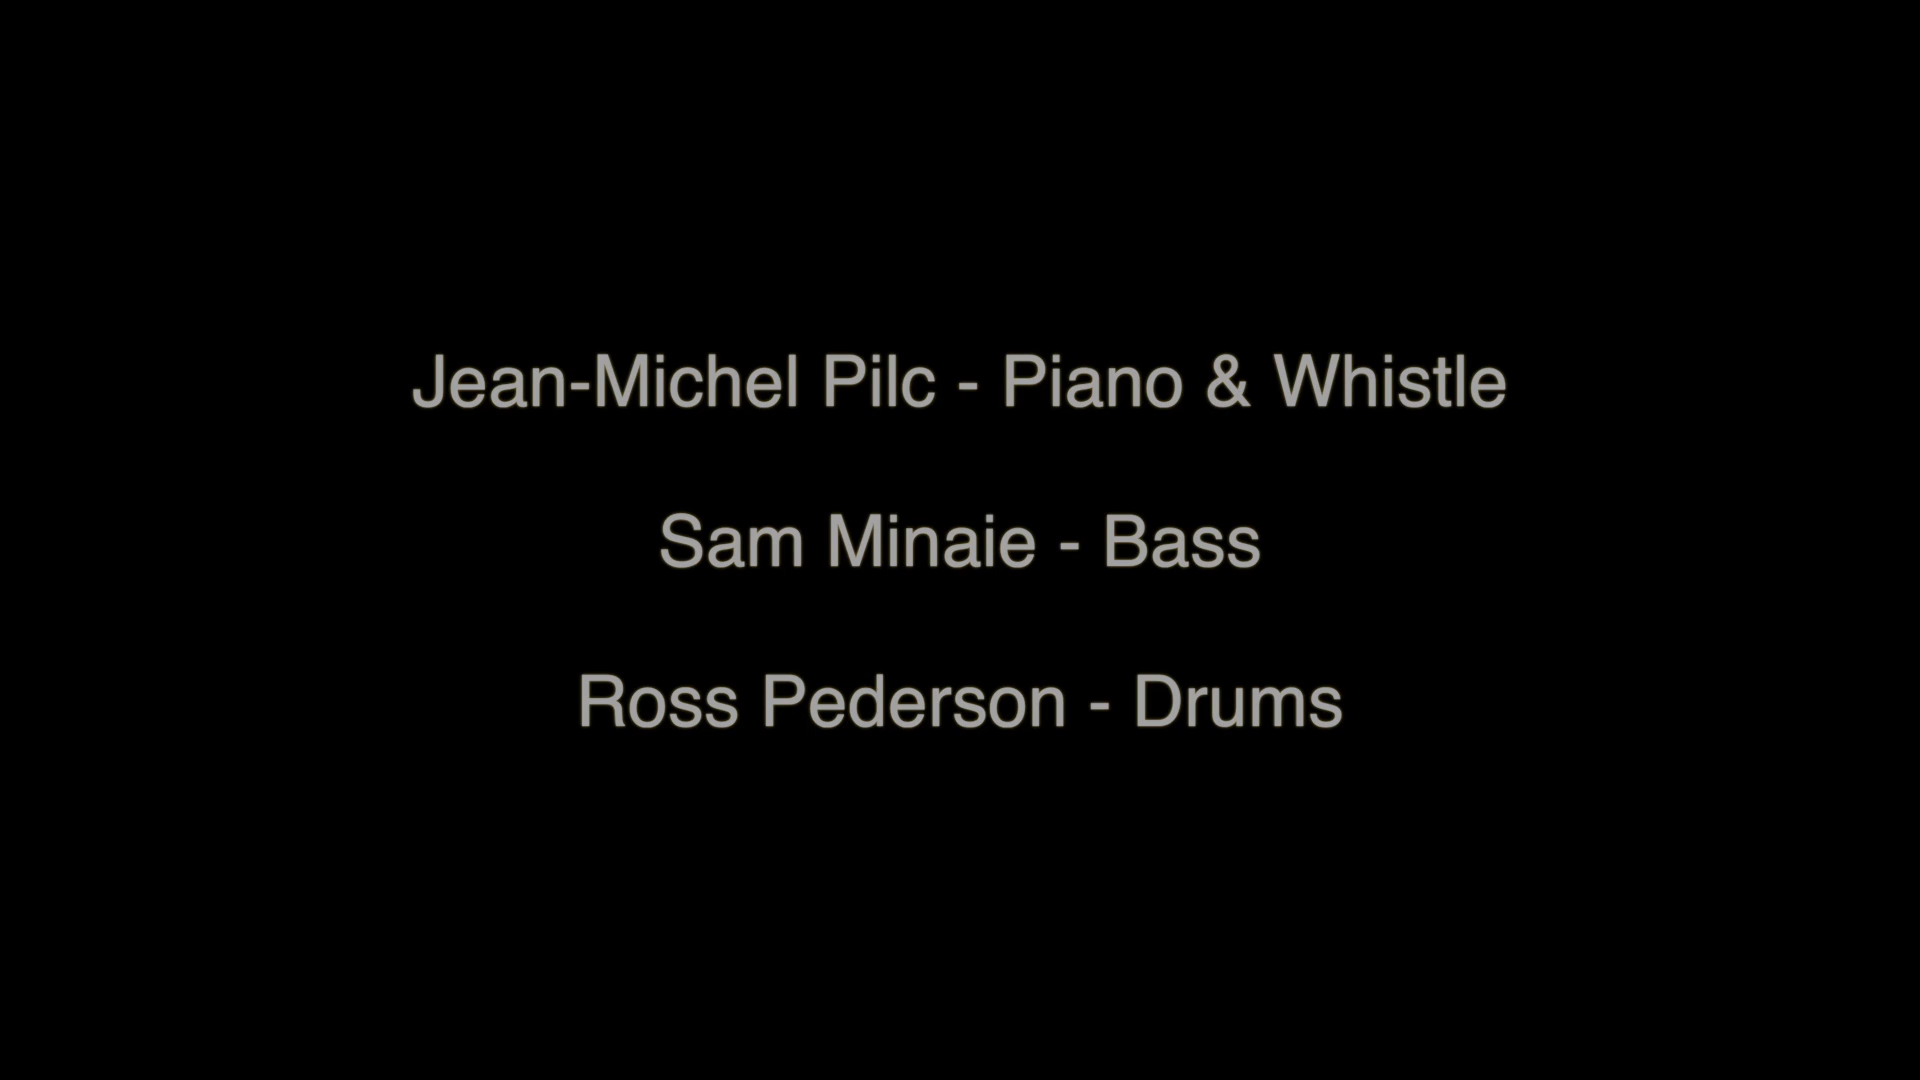 Jean-Michel Pilc - Piano & Whistle
Sam Minaie - Bass
Ross Pederson - Drums